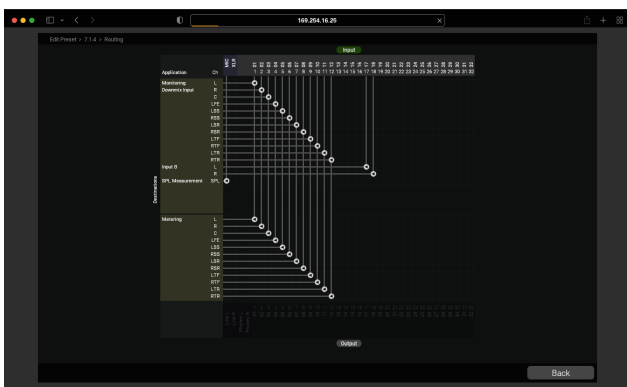 169.254.16.25
Edit Preset > 7.1.4 > Routing
Input
MIC XLR
Application Ch 1 2 3 4 5 6 7 8 9 10 11 12 13 14 15 16 17 18 19 20 21 22 23 24 25 26 27 28 29 30 31 32
Monitoring L
Downmix Input R
C
LFE
LSS
RSS
LSR
RSR
LTF
RTF
LTR
RTR
Input B L
R
SPL Measurement SPL
Destinations
Metering L
R
C
LFE
LSS
RSS
LSR
RSR
LTF
RTF
LTR
RTR
Output
Back